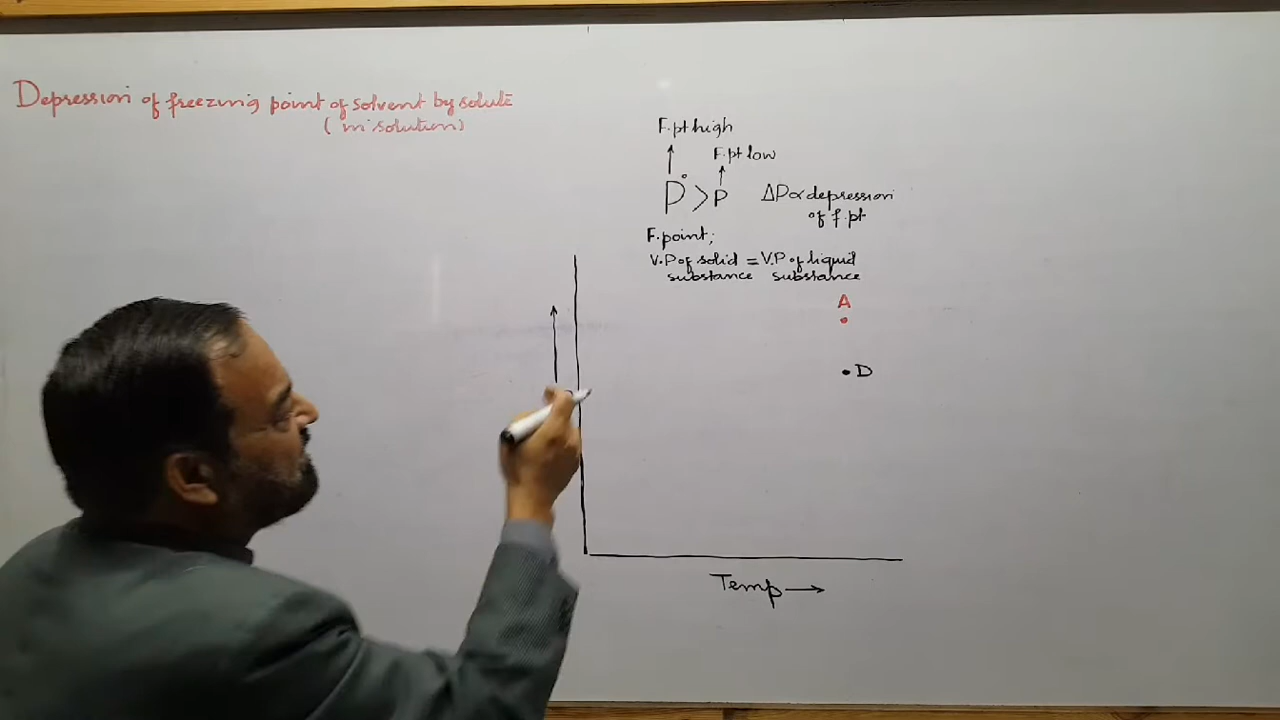 Depression of freezing point of solvent by solute
(in solution)
F.pt high
F.pt low
P° > P ΔP∝ depression
of f.pt
F.point;
V.P of solid = V.P of liquid
substance substance
A
D
Temp →